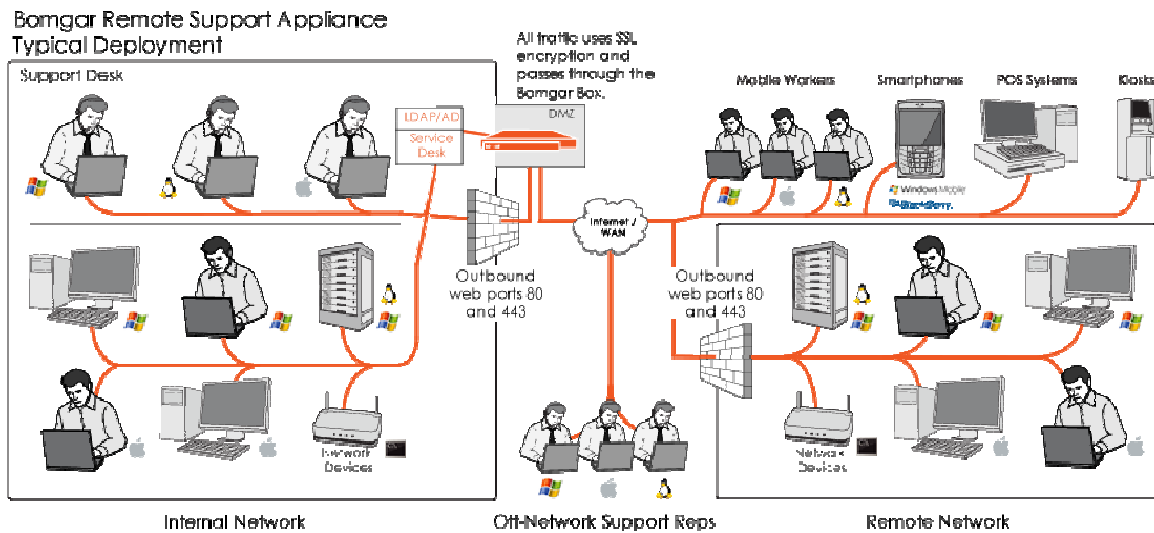 Bomgar Remote Support Appliance
Typical Deployment
Support Desk
LDAP/AD
Service
Desk
All traffic uses SSL
encryption and
passes through the
Bomgar Box.
DMZ
Mobile Workers
Smartphones
POS Systems
Kiosks
Windows Mobile
BlackBerry.
Internet /
WAN
Outbound
web ports 80
and 443
Outbound
web ports 80
and 443
Network
Devices
Network
Devices
Internal Network
Off-Network Support Reps
Remote Network